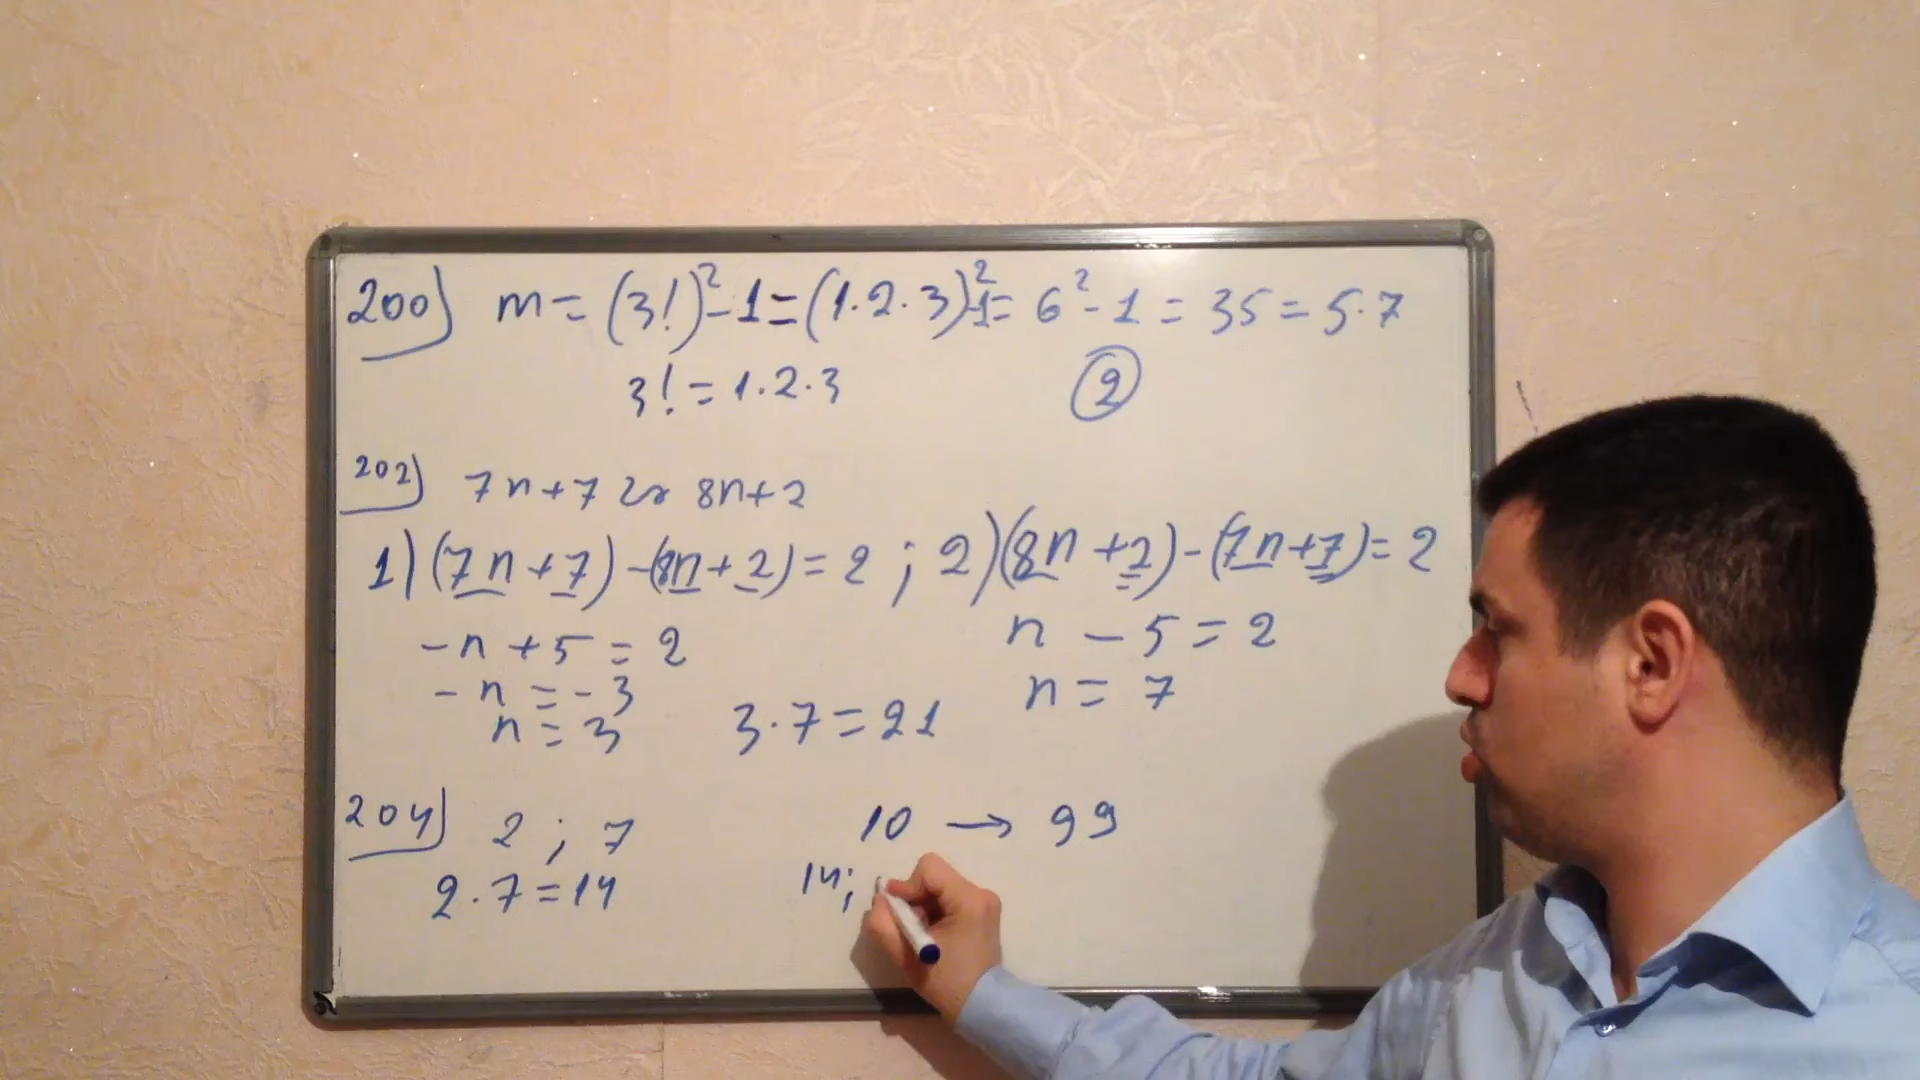 200) m = (3!)² - 1 = (1·2·3)² - 1 = 6² - 1 = 35 = 5·7
3! = 1·2·3
②
202) 7n + 7 və 8n + 2
1) (7n + 7) - (8n + 2) = 2 ; 2) (8n + 2) - (7n + 7) = 2
-n + 5 = 2
n - 5 = 2
-n = -3
n = 7
n = 3
3·7 = 21
204) 2 ; 7
10 → 99
2·7 = 14
14;